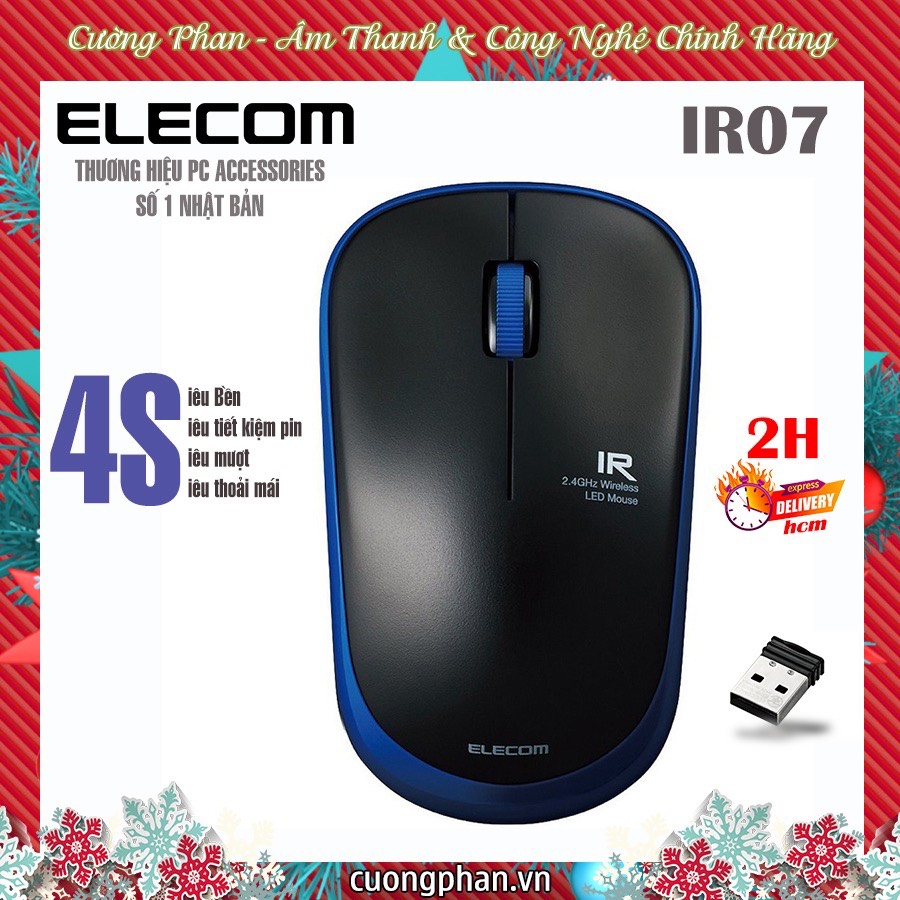 Cường Phan - Âm Thanh & Công Nghệ Chính Hãng
ELECOM
THƯƠNG HIỆU PC ACCESSORIES
SỐ 1 NHẬT BẢN
IR07
4S
iêu Bền
iêu tiết kiệm pin
iêu mượt
iêu thoải mái
IR
2.4GHz Wireless
LED Mouse
2H
express
DELIVERY
hcm
ELECOM
cuongphan.vn